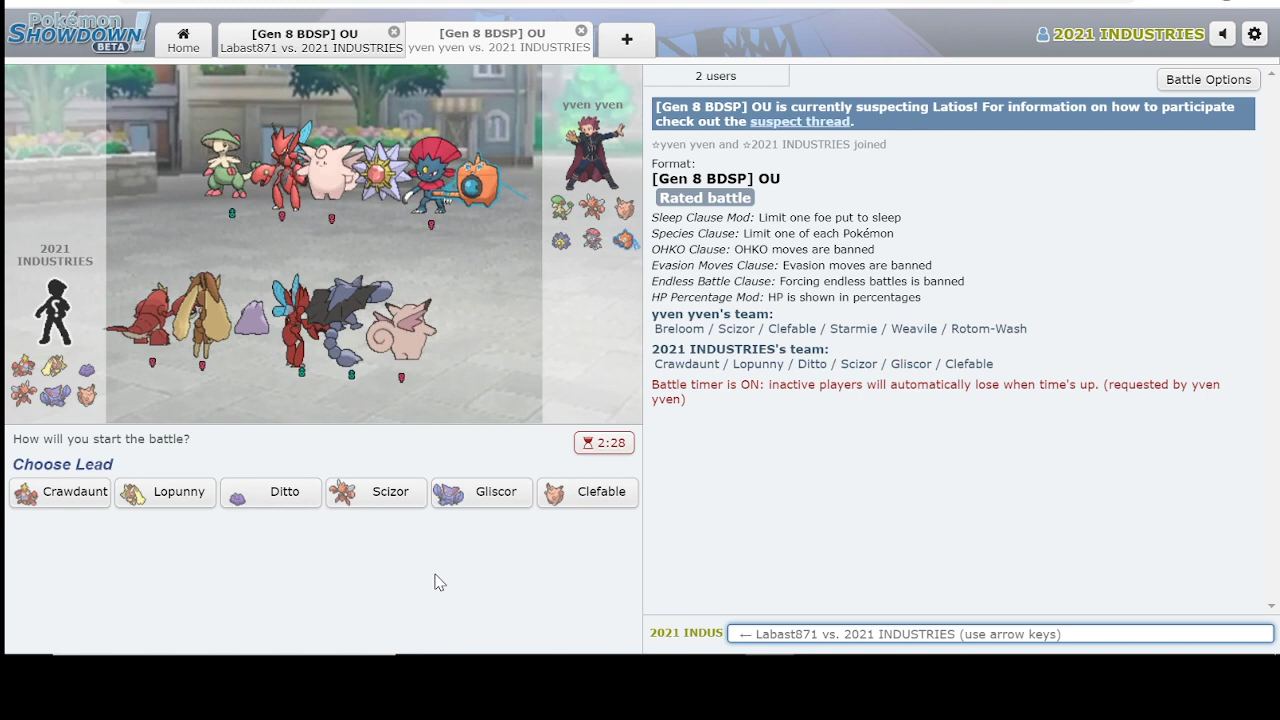 Pokémon
SHOWDOWN!
BETA
Home
[Gen 8 BDSP] OU
Labast871 vs. 2021 INDUSTRIES
[Gen 8 BDSP] OU
yven yven vs. 2021 INDUSTRIES
+
2021 INDUSTRIES
yven yven
2021
INDUSTRIES
How will you start the battle?
2:28
Choose Lead
Crawdaunt
Lopunny
Ditto
Scizor
Gliscor
Clefable
2 users
Battle Options
[Gen 8 BDSP] OU is currently suspecting Latios! For information on how to participate
check out the suspect thread.
☆yven yven and ☆2021 INDUSTRIES joined
Format:
[Gen 8 BDSP] OU
Rated battle
Sleep Clause Mod: Limit one foe put to sleep
Species Clause: Limit one of each Pokémon
OHKO Clause: OHKO moves are banned
Evasion Moves Clause: Evasion moves are banned
Endless Battle Clause: Forcing endless battles is banned
HP Percentage Mod: HP is shown in percentages
yven yven's team:
Breloom / Scizor / Clefable / Starmie / Weavile / Rotom-Wash
2021 INDUSTRIES's team:
Crawdaunt / Lopunny / Ditto / Scizor / Gliscor / Clefable
Battle timer is ON: inactive players will automatically lose when time's up. (requested by yven
yven)
2021 INDUS
← Labast871 vs. 2021 INDUSTRIES (use arrow keys)